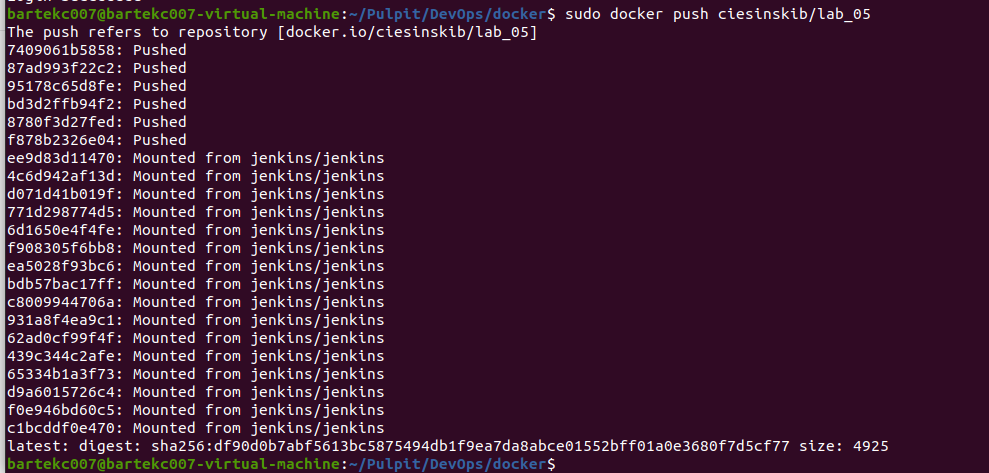 bartekc007@bartekc007-virtual-machine:~/Pulpit/DevOps/docker$ sudo docker push ciesinskib/lab_05
The push refers to repository [docker.io/ciesinskib/lab_05]
7409061b5858: Pushed
87ad993f22c2: Pushed
95178c65d8fe: Pushed
bd3d2ffb94f2: Pushed
8780f3d27fed: Pushed
f878b2326e04: Pushed
ee9d83d11470: Mounted from jenkins/jenkins
4c6d942af13d: Mounted from jenkins/jenkins
d071d41b019f: Mounted from jenkins/jenkins
771d298774d5: Mounted from jenkins/jenkins
6d1650e4f4fe: Mounted from jenkins/jenkins
f908305f6bb8: Mounted from jenkins/jenkins
ea5028f93bc6: Mounted from jenkins/jenkins
bdb57bac17ff: Mounted from jenkins/jenkins
c8009944706a: Mounted from jenkins/jenkins
931a8f4ea9c1: Mounted from jenkins/jenkins
62ad0cf99f4f: Mounted from jenkins/jenkins
439c344c2afe: Mounted from jenkins/jenkins
65334b1a3f73: Mounted from jenkins/jenkins
d9a6015726c4: Mounted from jenkins/jenkins
f0e946bd60c5: Mounted from jenkins/jenkins
c1bcddf0e470: Mounted from jenkins/jenkins
latest: digest: sha256:df90d0b7abf5613bc5875494db1f9ea7da8abce01552bff01a0e3680f7d5cf77 size: 4925
bartekc007@bartekc007-virtual-machine:~/Pulpit/DevOps/docker$